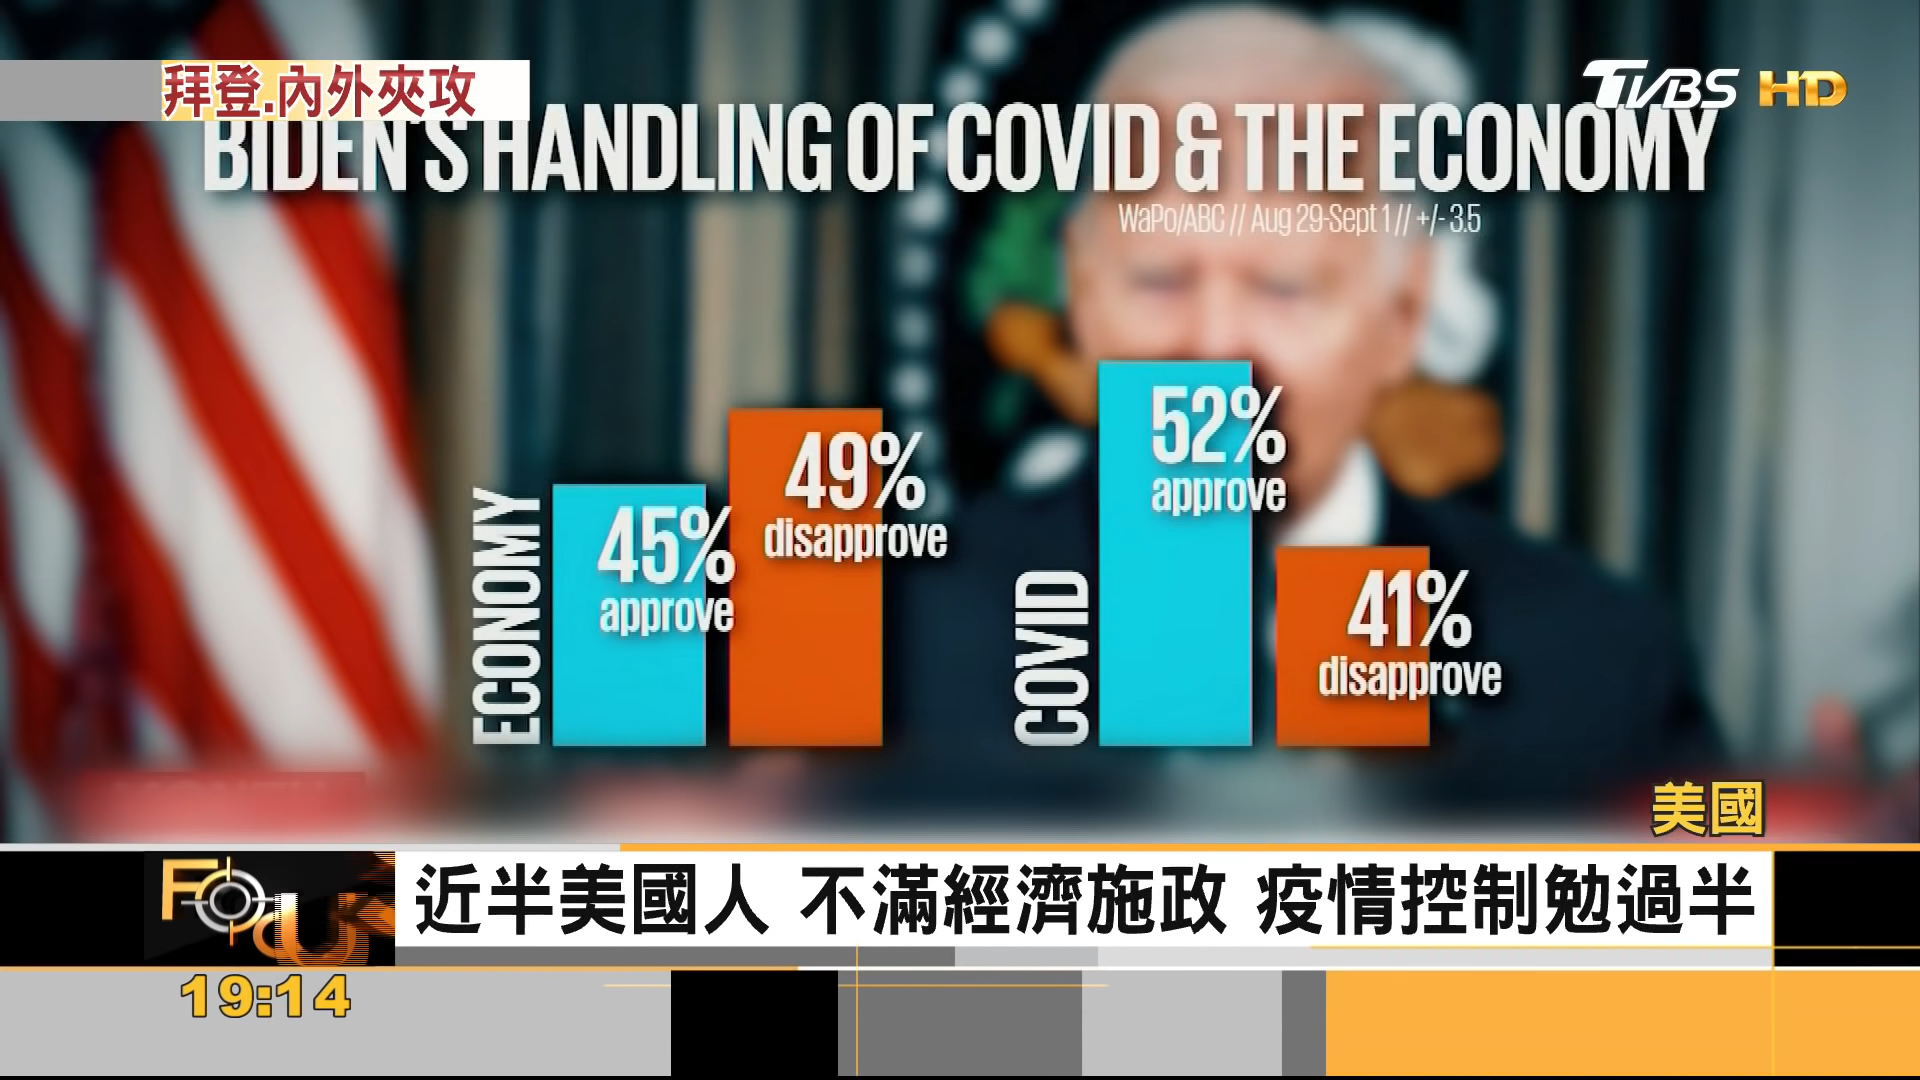 拜登.內外夾攻
TVBS HD
BIDEN'S HANDLING OF COVID & THE ECONOMY
WaPo/ABC // Aug 29-Sept 1 // +/- 3.5
ECONOMY
45%
approve
49%
disapprove
COVID
52%
approve
41%
disapprove
美國
近半美國人 不滿經濟施政 疫情控制勉過半
19:14